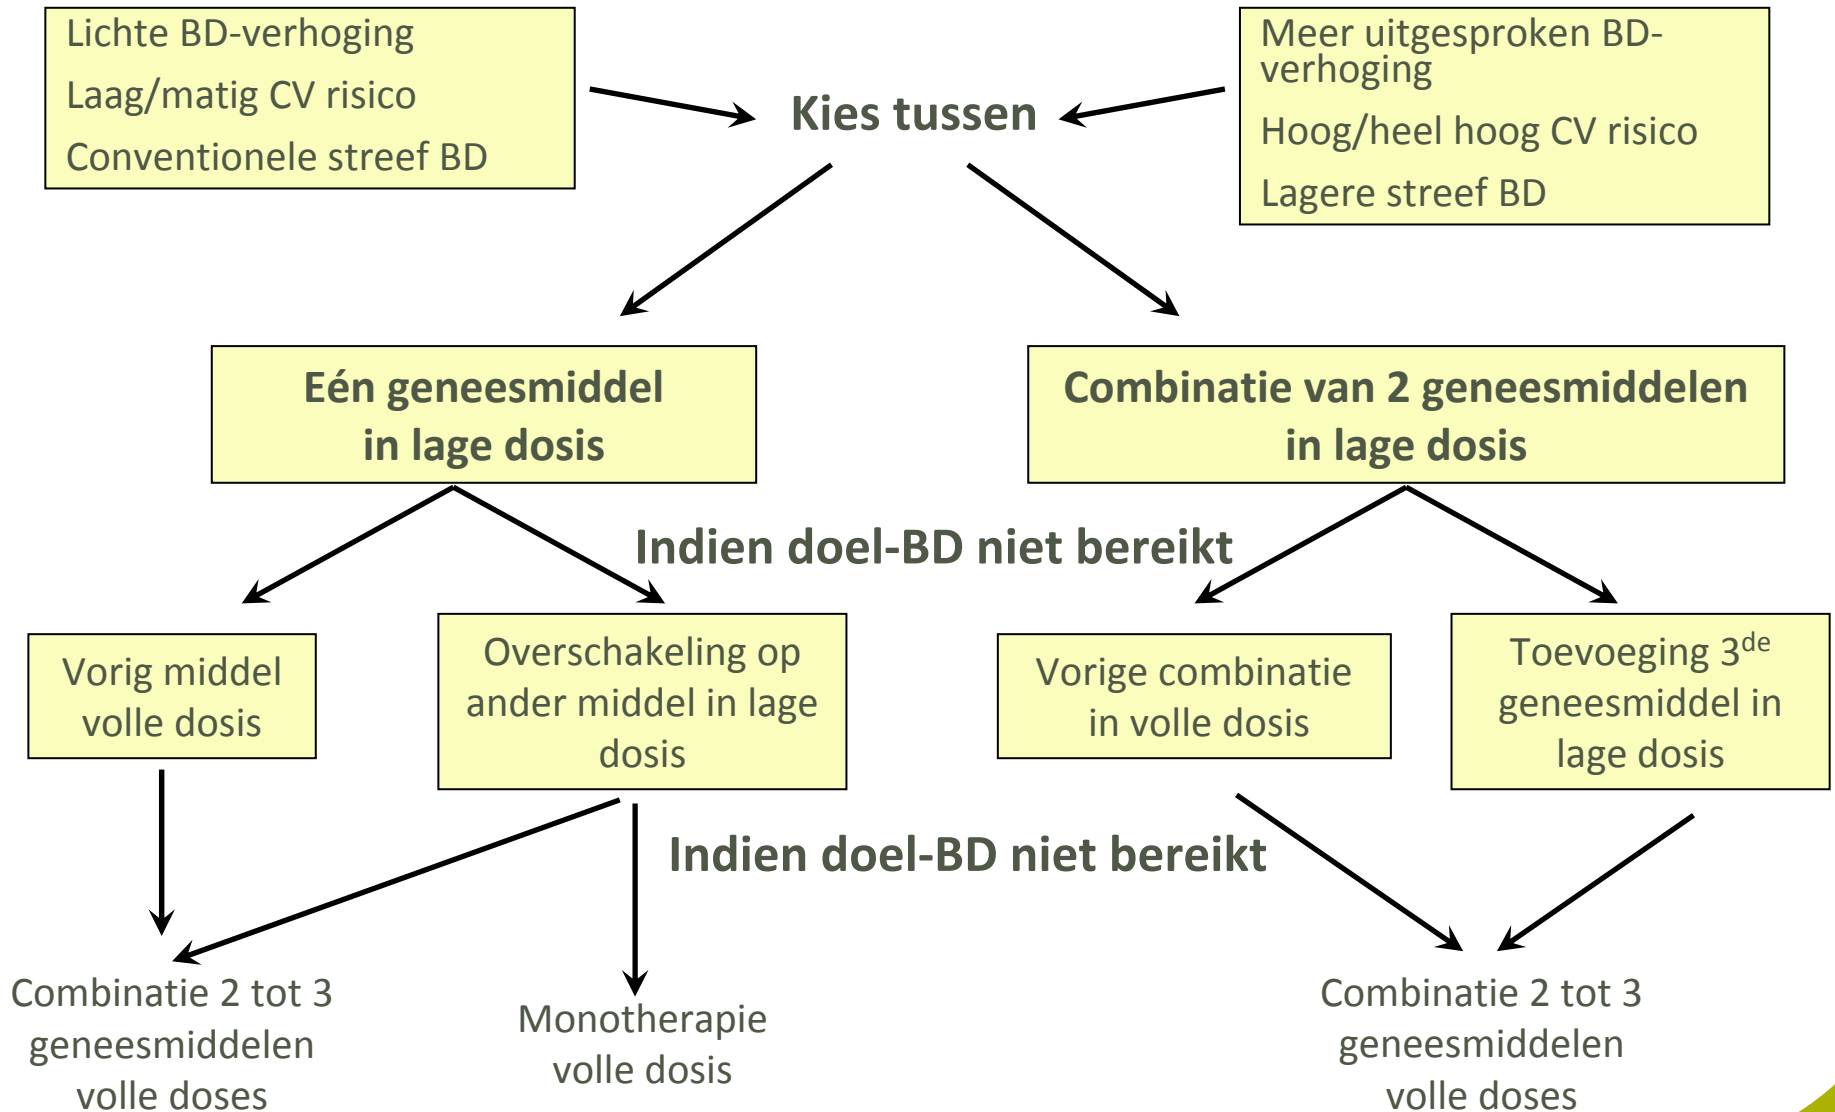 Lichte BD-verhoging
Laag/matig CV risico
Conventionele streef BD
Kies tussen
Meer uitgesproken BD-
verhoging
Hoog/heel hoog CV risico
Lagere streef BD
Eén geneesmiddel
in lage dosis
Combinatie van 2 geneesmiddelen
in lage dosis
Indien doel-BD niet bereikt
Vorig middel
volle dosis
Overschakeling op
ander middel in lage
dosis
Vorige combinatie
in volle dosis
Toevoeging 3de
geneesmiddel in
lage dosis
Indien doel-BD niet bereikt
Combinatie 2 tot 3
geneesmiddelen
volle doses
Monotherapie
volle dosis
Combinatie 2 tot 3
geneesmiddelen
volle doses